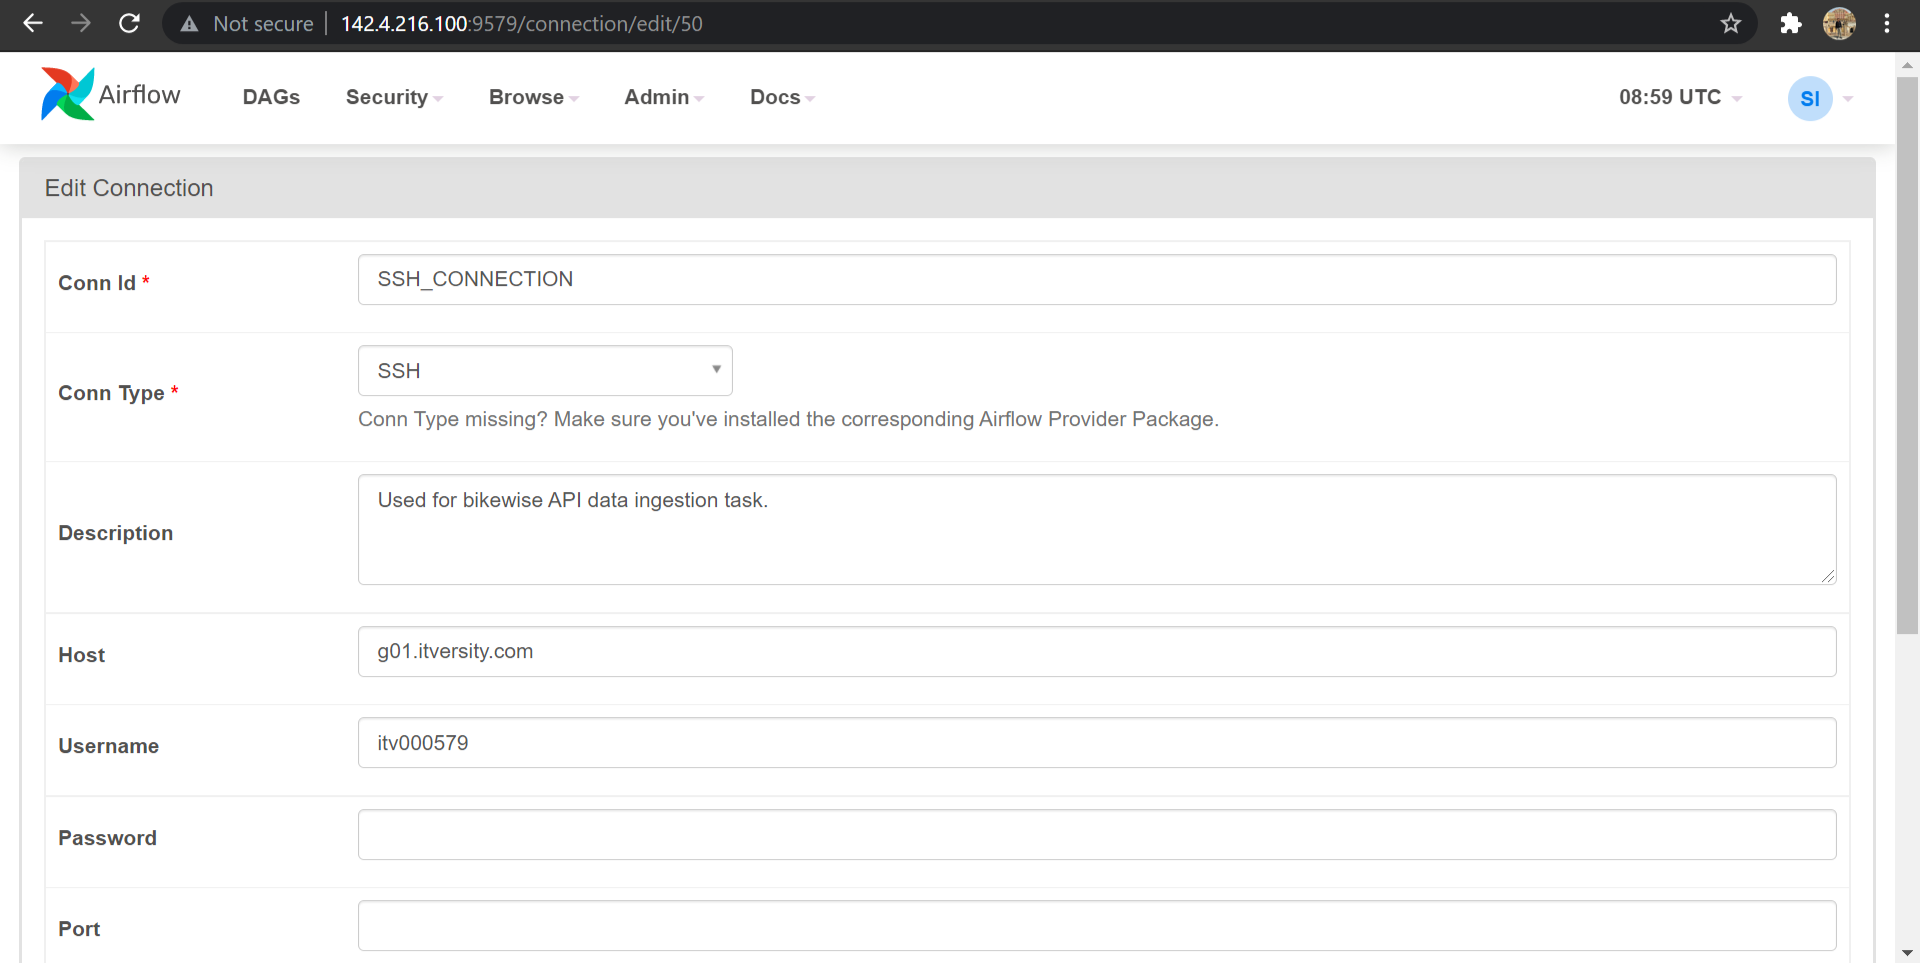 Not secure 142.4.216.100:9579/connection/edit/50
Airflow DAGs Security Browse Admin Docs 08:59 UTC SI
Edit Connection
Conn Id * SSH_CONNECTION
Conn Type * SSH
Conn Type missing? Make sure you've installed the corresponding Airflow Provider Package.
Description Used for bikewise API data ingestion task.
Host g01.itversity.com
Username itv000579
Password
Port